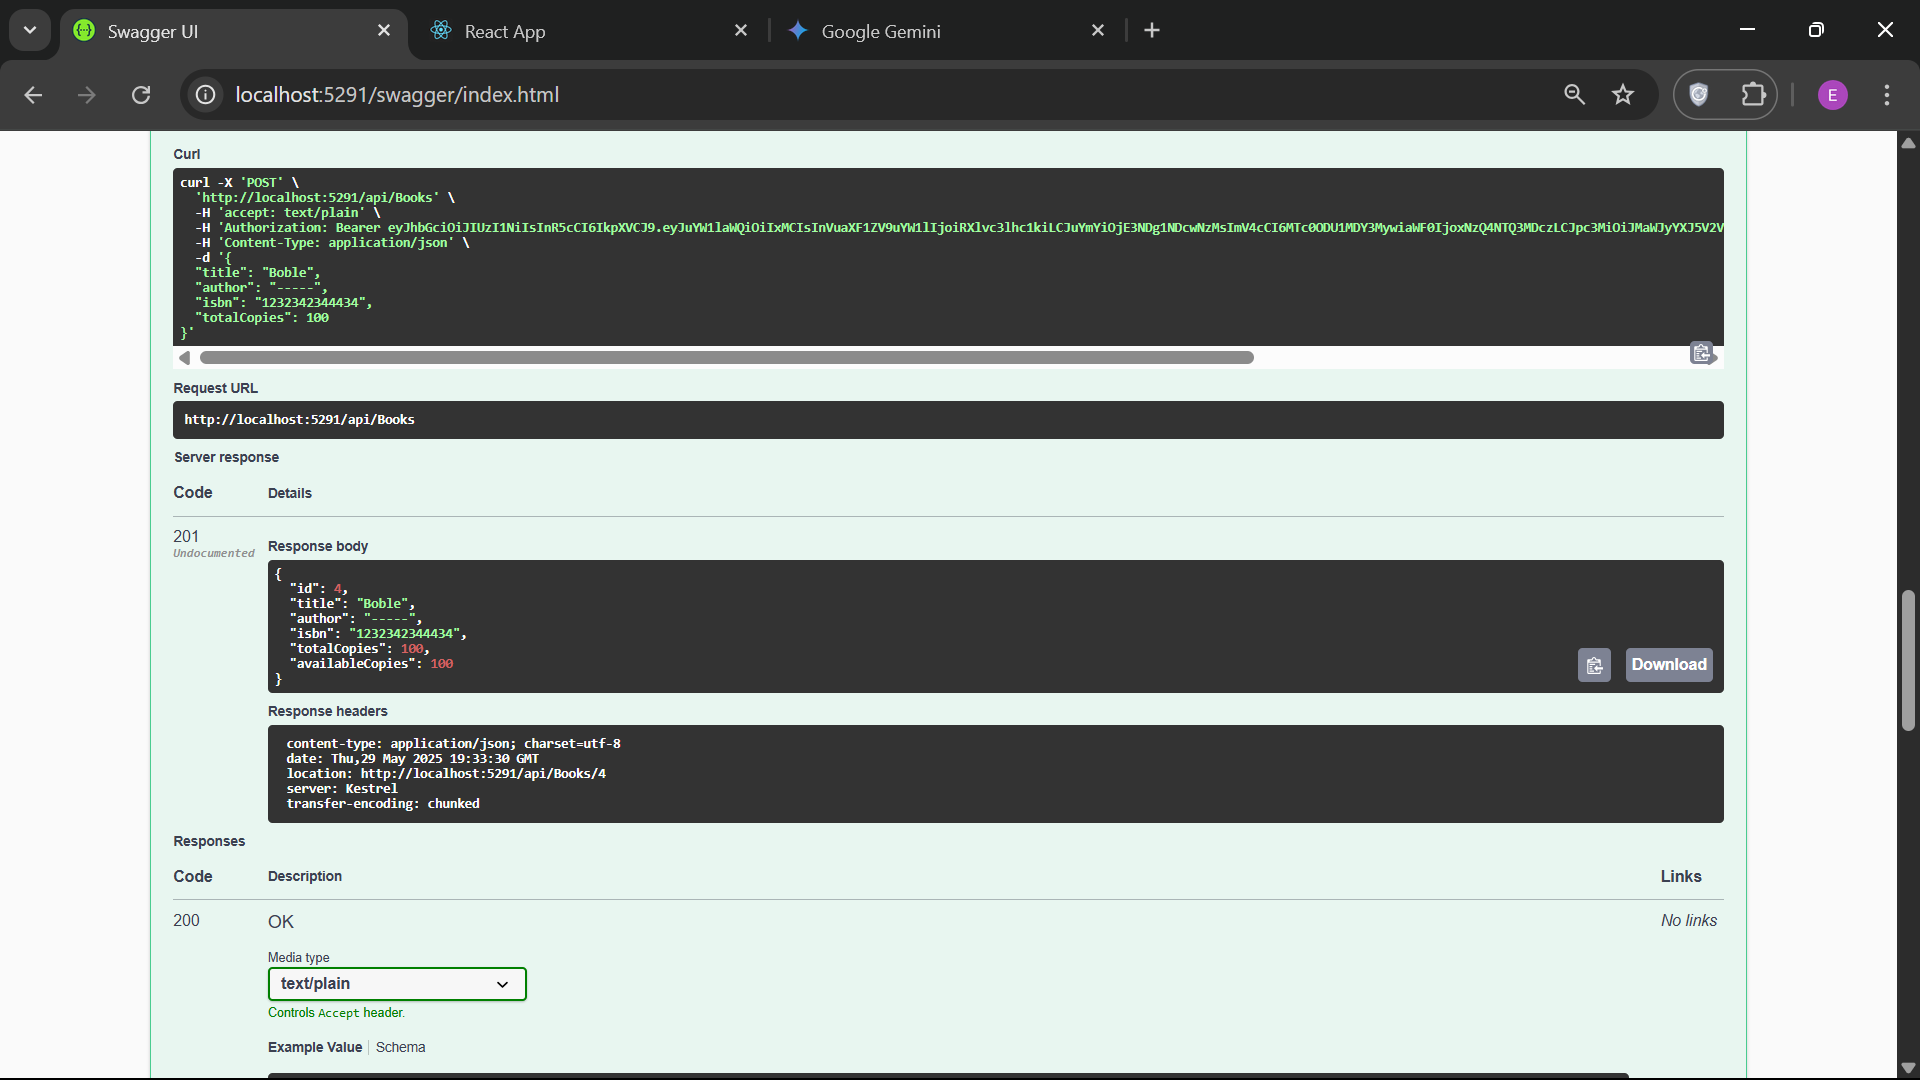 Swagger UI
React App
Google Gemini
localhost:5291/swagger/index.html
E
Curl
curl -X 'POST' \
'http://localhost:5291/api/Books' \
-H 'accept: text/plain' \
-H 'Authorization: Bearer eyJhbGciOiJIUzI1NiIsInR5cCI6IkpXVCJ9.eyJuYW1laWQiOiIxMCIsInVuaXF1ZV9uYW1lIjoiRXlvc3lhc1kiLCJuYmYiOjE3NDg1NDcwNzMsImV4cCI6MTc0ODU1MDY3MywiaWF0IjoxNzQ4NTQ3MDczLCJpc3MiOiJMaWJyYXJ5V2V
-H 'Content-Type: application/json' \
-d '{
"title": "Boble",
"author": "-----",
"isbn": "1232342344434",
"totalCopies": 100
}'
Request URL
http://localhost:5291/api/Books
Server response
Code Details
201
Undocumented
Response body
{
"id": 4,
"title": "Boble",
"author": "-----",
"isbn": "1232342344434",
"totalCopies": 100,
"availableCopies": 100
}
Download
Response headers
content-type: application/json; charset=utf-8
date: Thu,29 May 2025 19:33:30 GMT
location: http://localhost:5291/api/Books/4
server: Kestrel
transfer-encoding: chunked
Responses
Code Description Links
200 OK No links
Media type
text/plain
Controls Accept header.
Example Value Schema